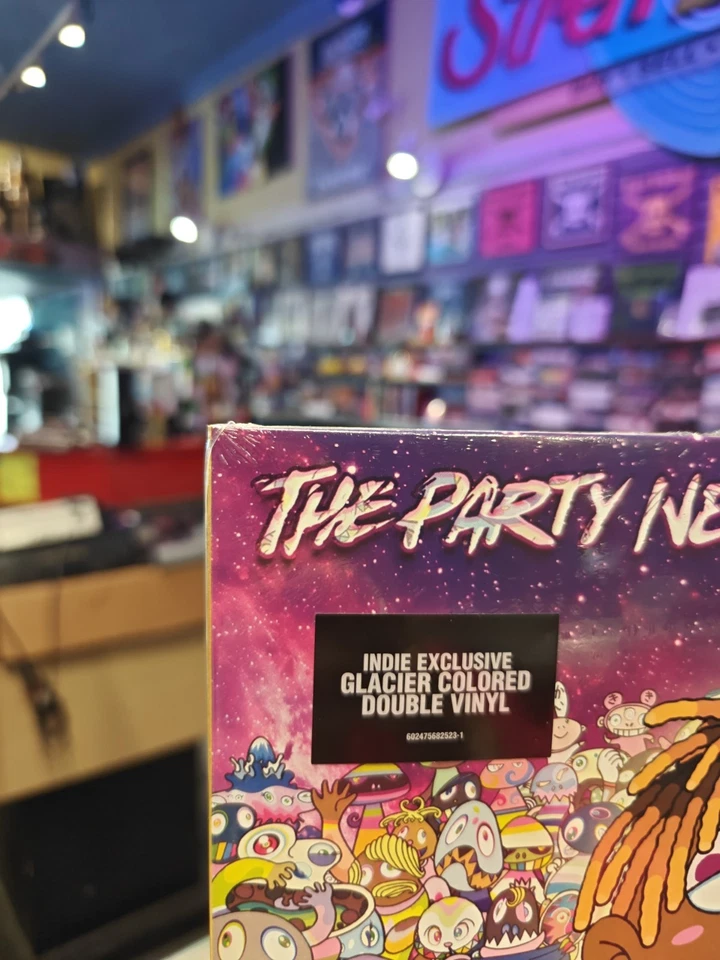 THE PARTY NE
INDIE EXCLUSIVE
GLACIER COLORED
DOUBLE VINYL
602475682523-1